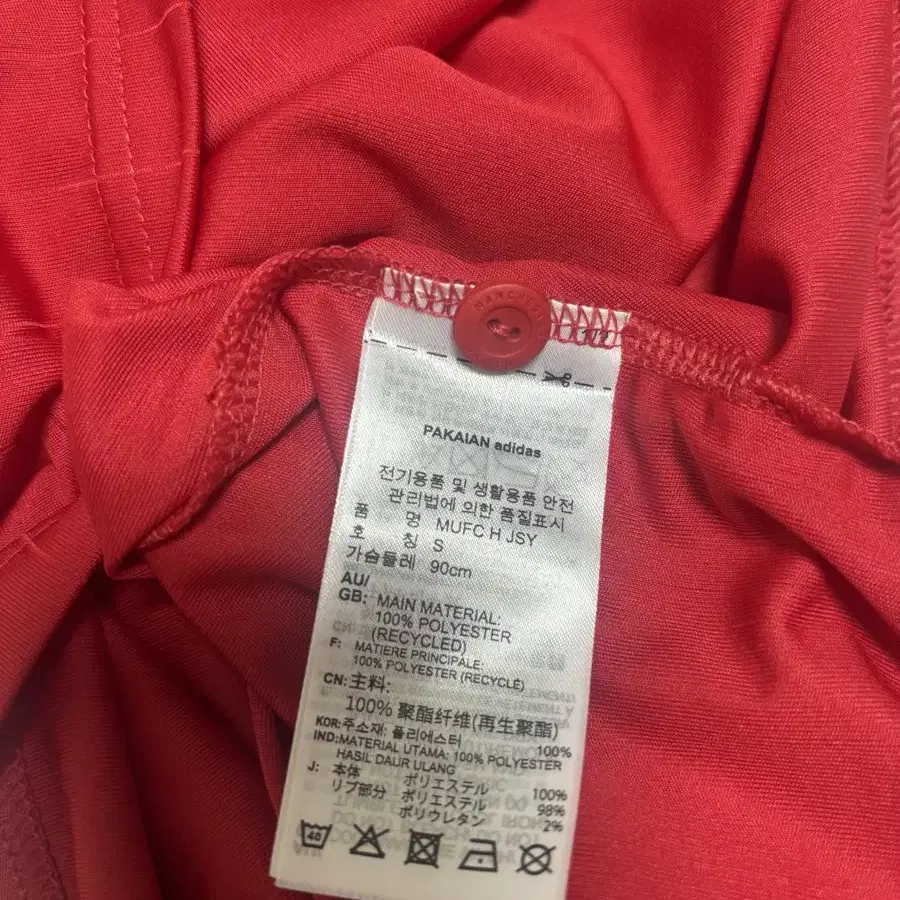 MANCHE
1/2
PAKAIAN adidas
전기용품 및 생활용품 안전
관리법에 의한 품질표시
품 명 MUFC H JSY
호 칭 S
가슴둘레 90cm
AU/
GB: MAIN MATERIAL:
100% POLYESTER
(RECYCLED)
F: MATIERE PRINCIPALE:
100% POLYESTER (RECYCLÉ)
CN: 主料:
100% 聚酯纤维(再生聚酯)
KOR: 주소재: 폴리에스터 100%
IND: MATERIAL UTAMA: 100% POLYESTER
HASIL DAUR ULANG
J: 本体 ポリエステル 100%
リブ部分 ポリエステル 98%
ポリウレタン 2%
40